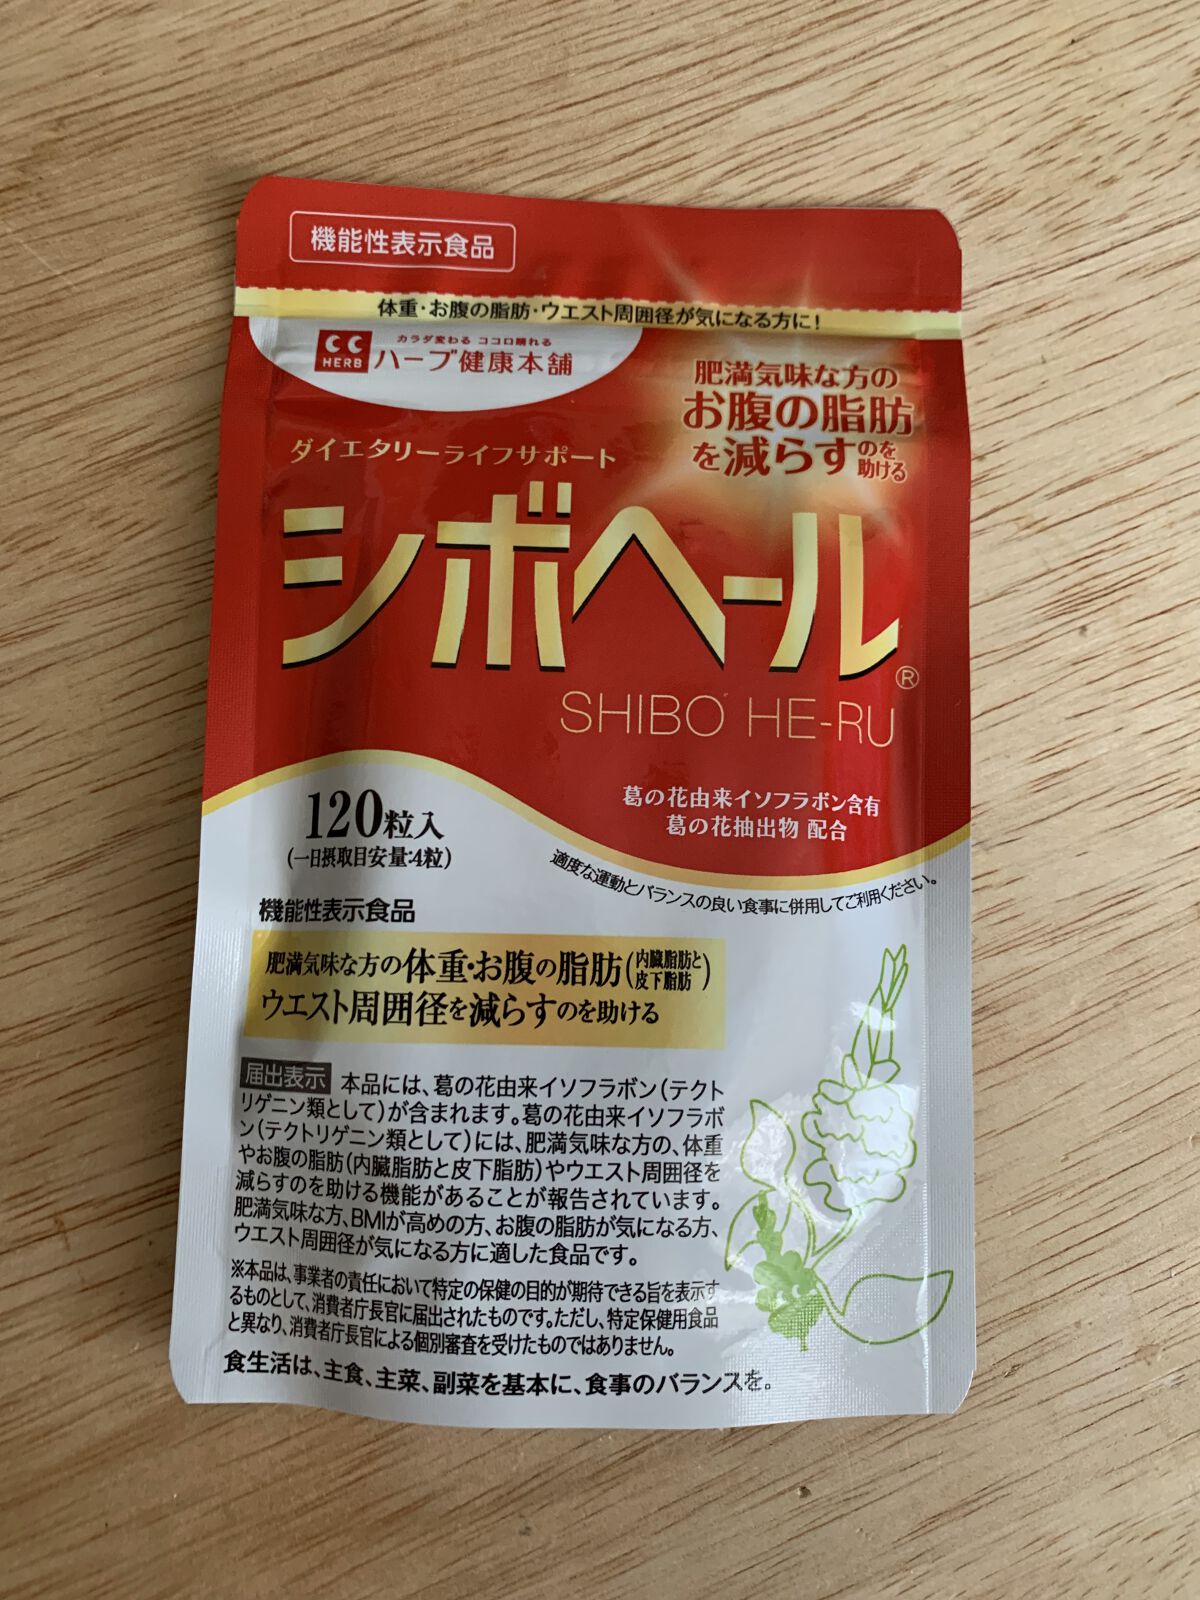 機能性表示食品
体重・お腹の脂肪・ウエスト周囲径が気になる方に!
CC
HERB
カラダ変わる ココロ晴れる
ハーブ健康本舗
肥満気味な方の
お腹の脂肪
を減らすのを助ける
ダイエタリーライフサポート
シボヘール®
SHIBO HE-RU
葛の花由来イソフラボン含有
葛の花抽出物 配合
120粒入
(一日摂取目安量:4粒)
適度な運動とバランスの良い食事に併用してご利用ください。
機能性表示食品
肥満気味な方の体重・お腹の脂肪(内臓脂肪と皮下脂肪)
ウエスト周囲径を減らすのを助ける
届出表示 本品には、葛の花由来イソフラボン(テクト
リゲニン類として)が含まれます。葛の花由来イソフラボ
ン(テクトリゲニン類として)には、肥満気味な方の、体重
やお腹の脂肪(内臓脂肪と皮下脂肪)やウエスト周囲径を
減らすのを助ける機能があることが報告されています。
肥満気味な方、BMIが高めの方、お腹の脂肪が気になる方、
ウエスト周囲径が気になる方に適した食品です。
※本品は、事業者の責任において特定の保健の目的が期待できる旨を表示す
るものとして、消費者庁長官に届出されたものです。ただし、特定保健用食品
と異なり、消費者庁長官による個別審査を受けたものではありません。
食生活は、主食、主菜、副菜を基本に、食事のバランスを。